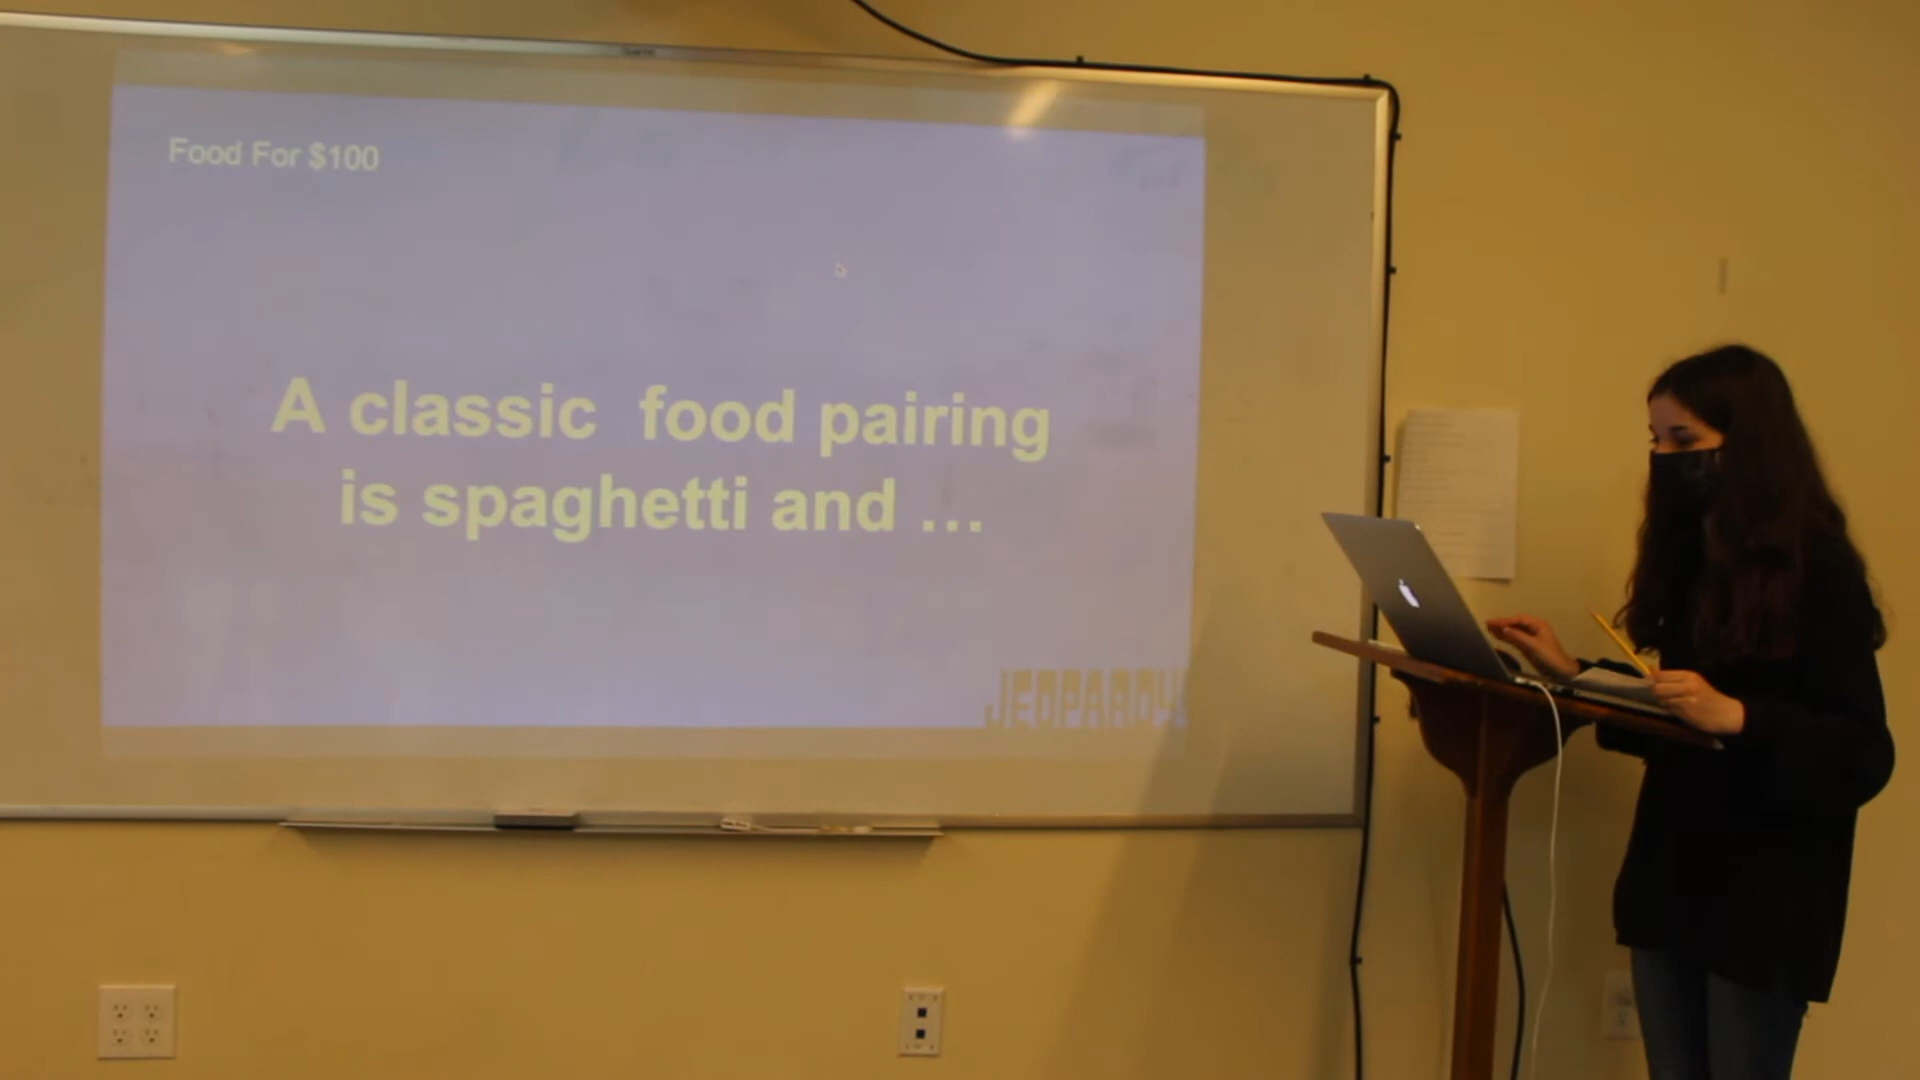 Food For $100
A classic food pairing
is spaghetti and ...
JEOPARDY!